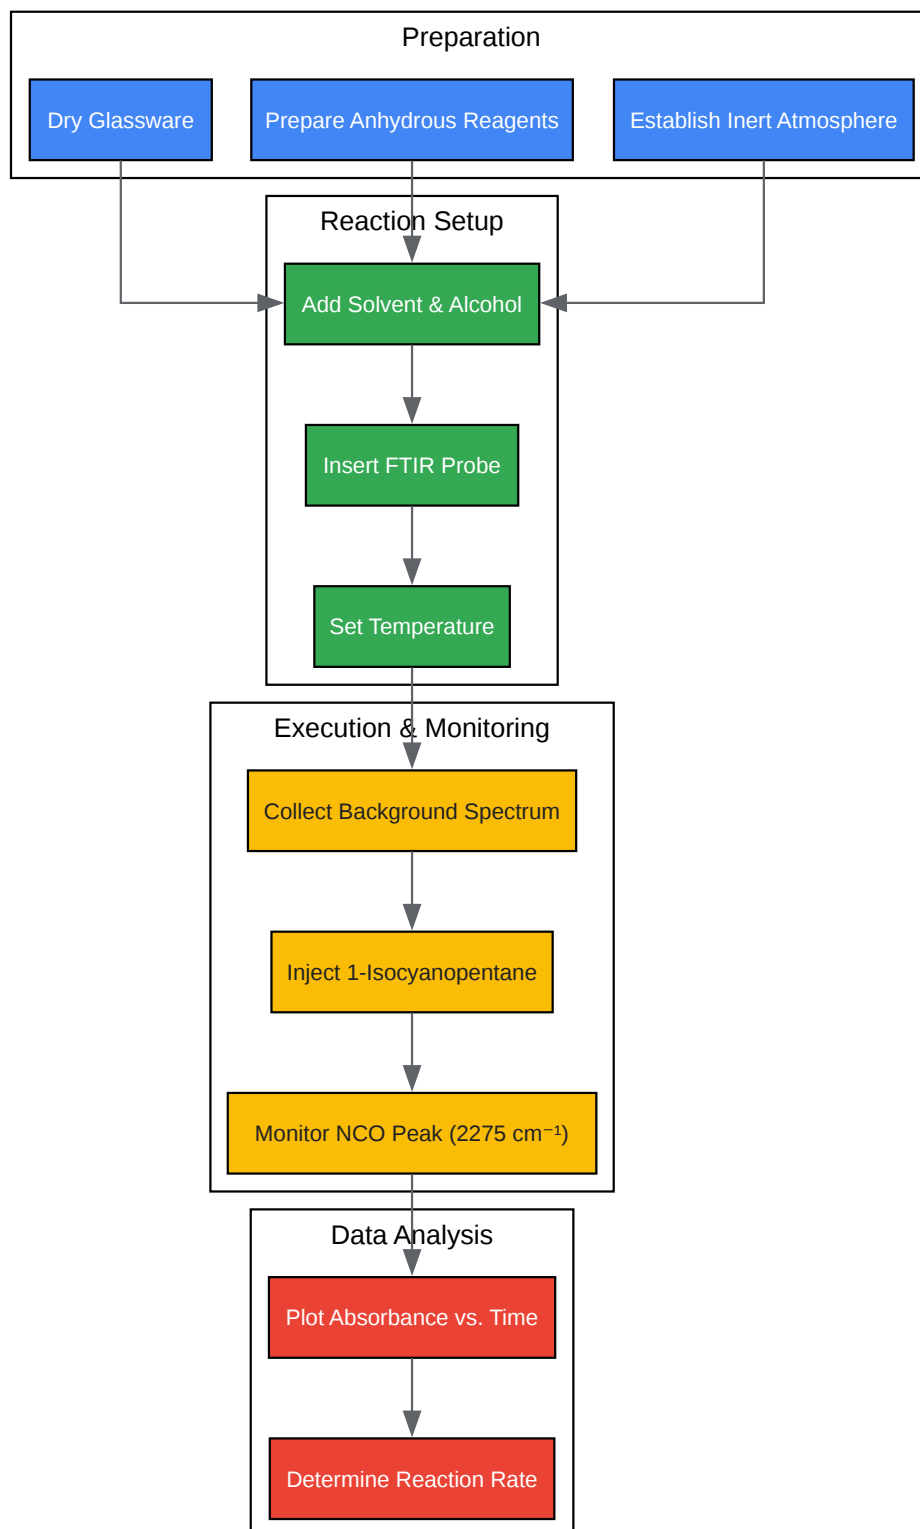 Preparation
Dry Glassware
Prepare Anhydrous Reagents
Establish Inert Atmosphere
Reaction Setup
Add Solvent & Alcohol
Insert FTIR Probe
Set Temperature
Execution & Monitoring
Collect Background Spectrum
Inject 1-Isocyanopentane
Monitor NCO Peak (2275 cm⁻¹)
Data Analysis
Plot Absorbance vs. Time
Determine Reaction Rate